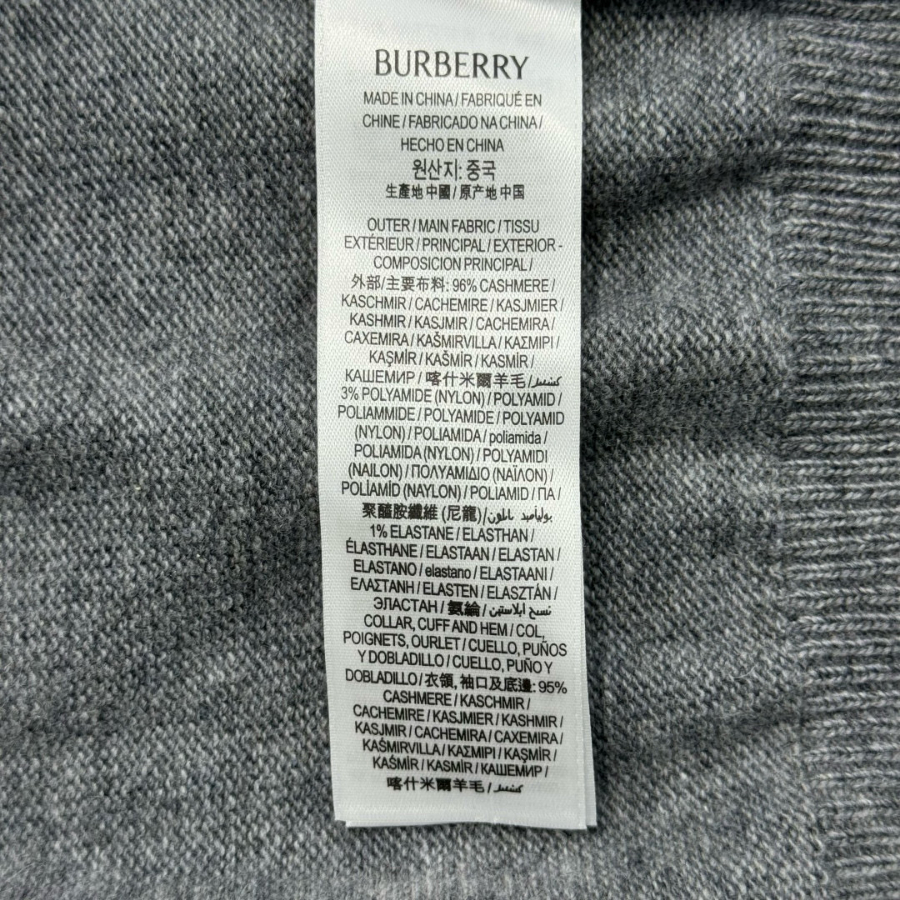 BURBERRY
MADE IN CHINA / FABRIQUÉ EN
CHINE / FABRICADO NA CHINA /
HECHO EN CHINA
원산지: 중국
生產地 中國 / 原产地 中国
OUTER / MAIN FABRIC / TISSU
EXTÉRIEUR / PRINCIPAL / EXTERIOR -
COMPOSICION PRINCIPAL /
外部/主要布料: 96% CASHMERE /
KASCHMIR / CACHEMIRE / KASJMIER /
KASHMIR / KASJMIR / CACHEMIRA /
CAXEMIRA / KAŠMIRVILLA / ΚΑΣΜΙΡΙ /
KAŞMİR / KAŠMÍR / KASMÍR /
КАШЕМИР / 喀什米爾羊毛 / كشمير
3% POLYAMIDE (NYLON) / POLYAMID /
POLIAMMIDE / POLYAMIDE / POLYAMID
(NYLON) / POLIAMIDA / poliamida /
POLIAMIDA (NYLON) / POLYAMIDI
(NAILON) / ΠΟΛΥΑΜΙΔΙΟ (ΝΑΪΛΟΝ) /
POLİAMİD (NAYLON) / POLIAMID / ПА /
聚醯胺纖維 (尼龍)/بوليأميد نايلون
1% ELASTANE / ELASTHAN /
ÉLASTHANE / ELASTAAN / ELASTAN /
ELASTANO / elastano / ELASTAANI /
ΕΛΑΣΤΑΝΗ / ELASTEN / ELASZTÁN /
ЭЛАСТАН / 氨綸 / نسيج إيلاستين
COLLAR, CUFF AND HEM / COL,
POIGNETS, OURLET / CUELLO, PUÑOS
Y DOBLADILLO / CUELLO, PUÑO Y
DOBLADILLO / 衣領, 袖口及底邊: 95%
CASHMERE / KASCHMIR /
CACHEMIRE / KASJMIER / KASHMIR /
KASJMIR / CACHEMIRA / CAXEMIRA /
KAŠMIRVILLA / ΚΑΣΜΙΡΙ / KAŞMİR /
KAŠMÍR / KASMÍR / КАШЕМИР /
喀什米爾羊毛 / كشمير